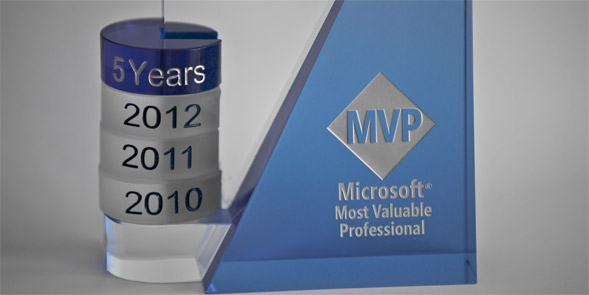 5Years
2012
2011
2010
MVP
Microsoft®
Most Valuable
Professional